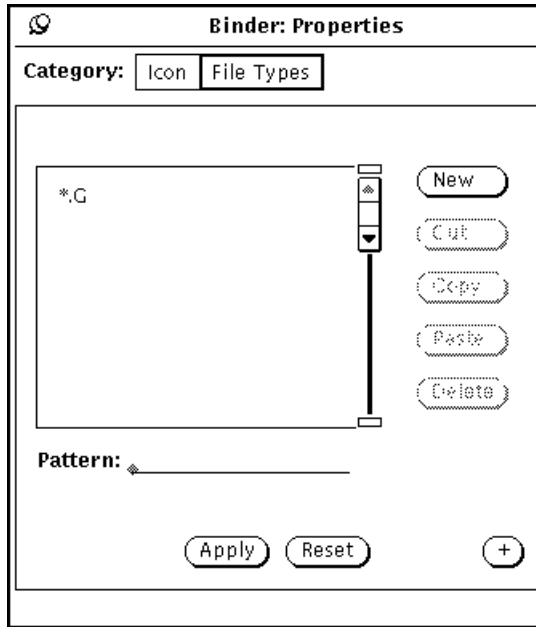 Binder: Properties
Category: Icon File Types
*.G
New
Cut
Copy
Paste
Delete
Pattern:
Apply Reset +